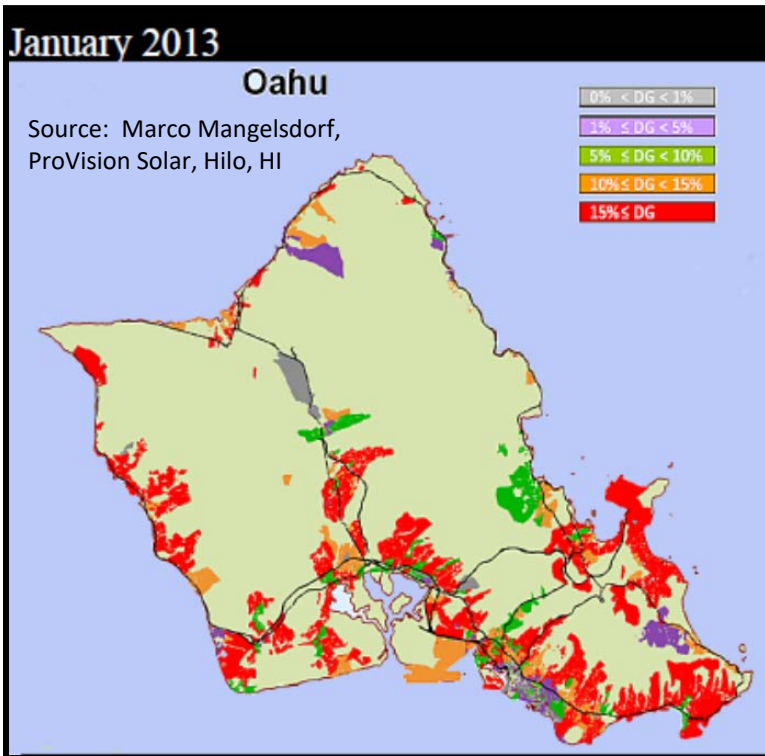 January 2013
Oahu
Source: Marco Mangelsdorf,
ProVision Solar, Hilo, HI
0% < DG < 1%
1% ≤ DG < 5%
5% ≤ DG < 10%
10% ≤ DG < 15%
15% ≤ DG